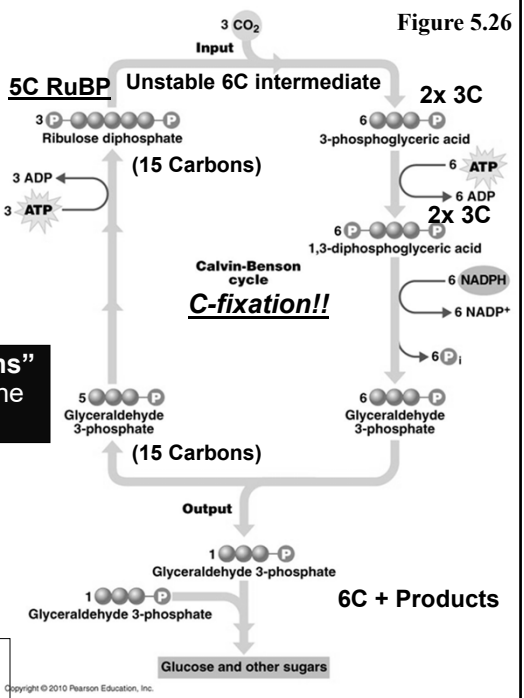 Figure 5.26
3 CO2
Input
5C RuBP
Unstable 6C intermediate
3 P P
Ribulose diphosphate
(15 Carbons)
2x 3C
6 P
3-phosphoglyceric acid
6 ATP
6 ADP
3 ADP
3 ATP
2x 3C
6 P P
1,3-diphosphoglyceric acid
Calvin-Benson
cycle
C-fixation!!
6 NADPH
6 NADP+
6 Pi
ns”
ne
5 P
Glyceraldehyde
3-phosphate
(15 Carbons)
6 P
Glyceraldehyde
3-phosphate
Output
1 P
Glyceraldehyde 3-phosphate
1 P
Glyceraldehyde 3-phosphate
6C + Products
Glucose and other sugars
Copyright © 2010 Pearson Education, Inc.